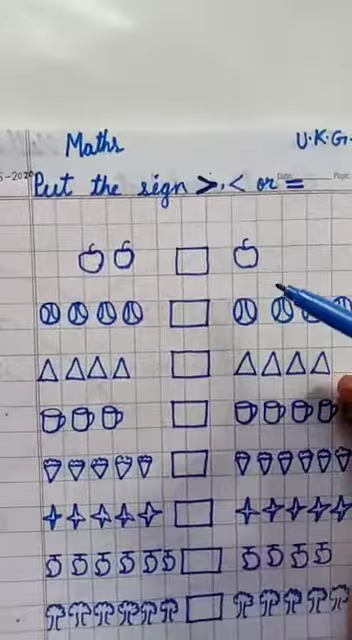 Maths
U.K.G.
Put the sign >, < or =